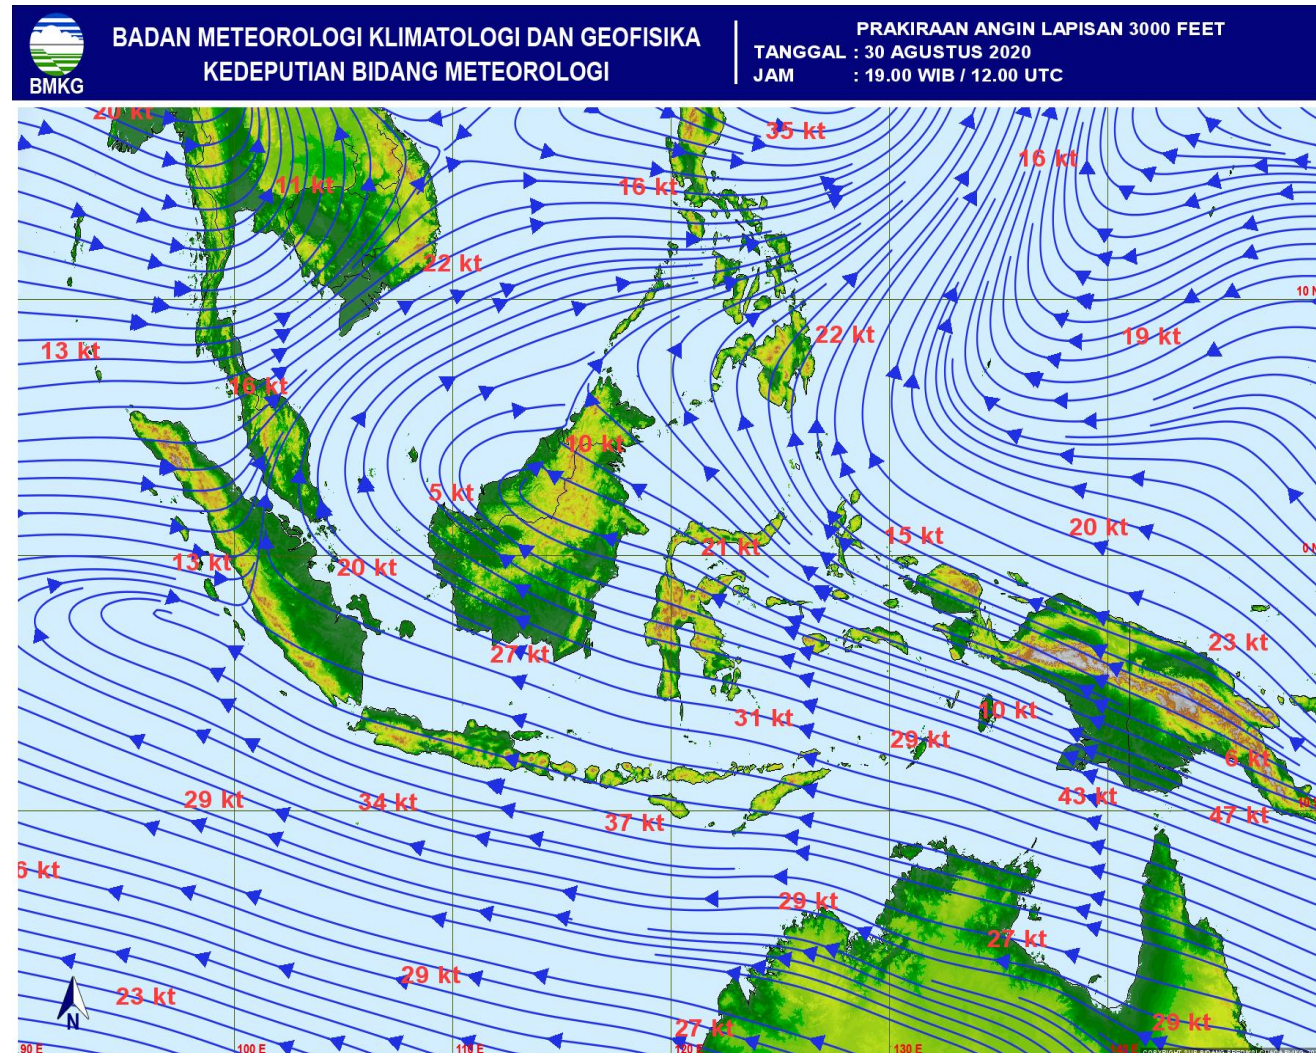 BMKG
BADAN METEOROLOGI KLIMATOLOGI DAN GEOFISIKA
KEDEPUTIAN BIDANG METEOROLOGI
PRAKIRAAN ANGIN LAPISAN 3000 FEET
TANGGAL : 30 AGUSTUS 2020
JAM : 19.00 WIB / 12.00 UTC
20 kt
35 kt
16 kt
11 kt
16 kt
22 kt
10 N
22 kt
19 kt
13 kt
16 kt
10 kt
5 kt
20 kt
15 kt
21 kt
13 kt
20 kt
23 kt
27 kt
31 kt
10 kt
29 kt
6 kt
43 kt
29 kt
34 kt
37 kt
47 kt
6 kt
29 kt
27 kt
29 kt
23 kt
29 kt
27 kt
N
90 E
100 E
110 E
120 E
130 E
140 E